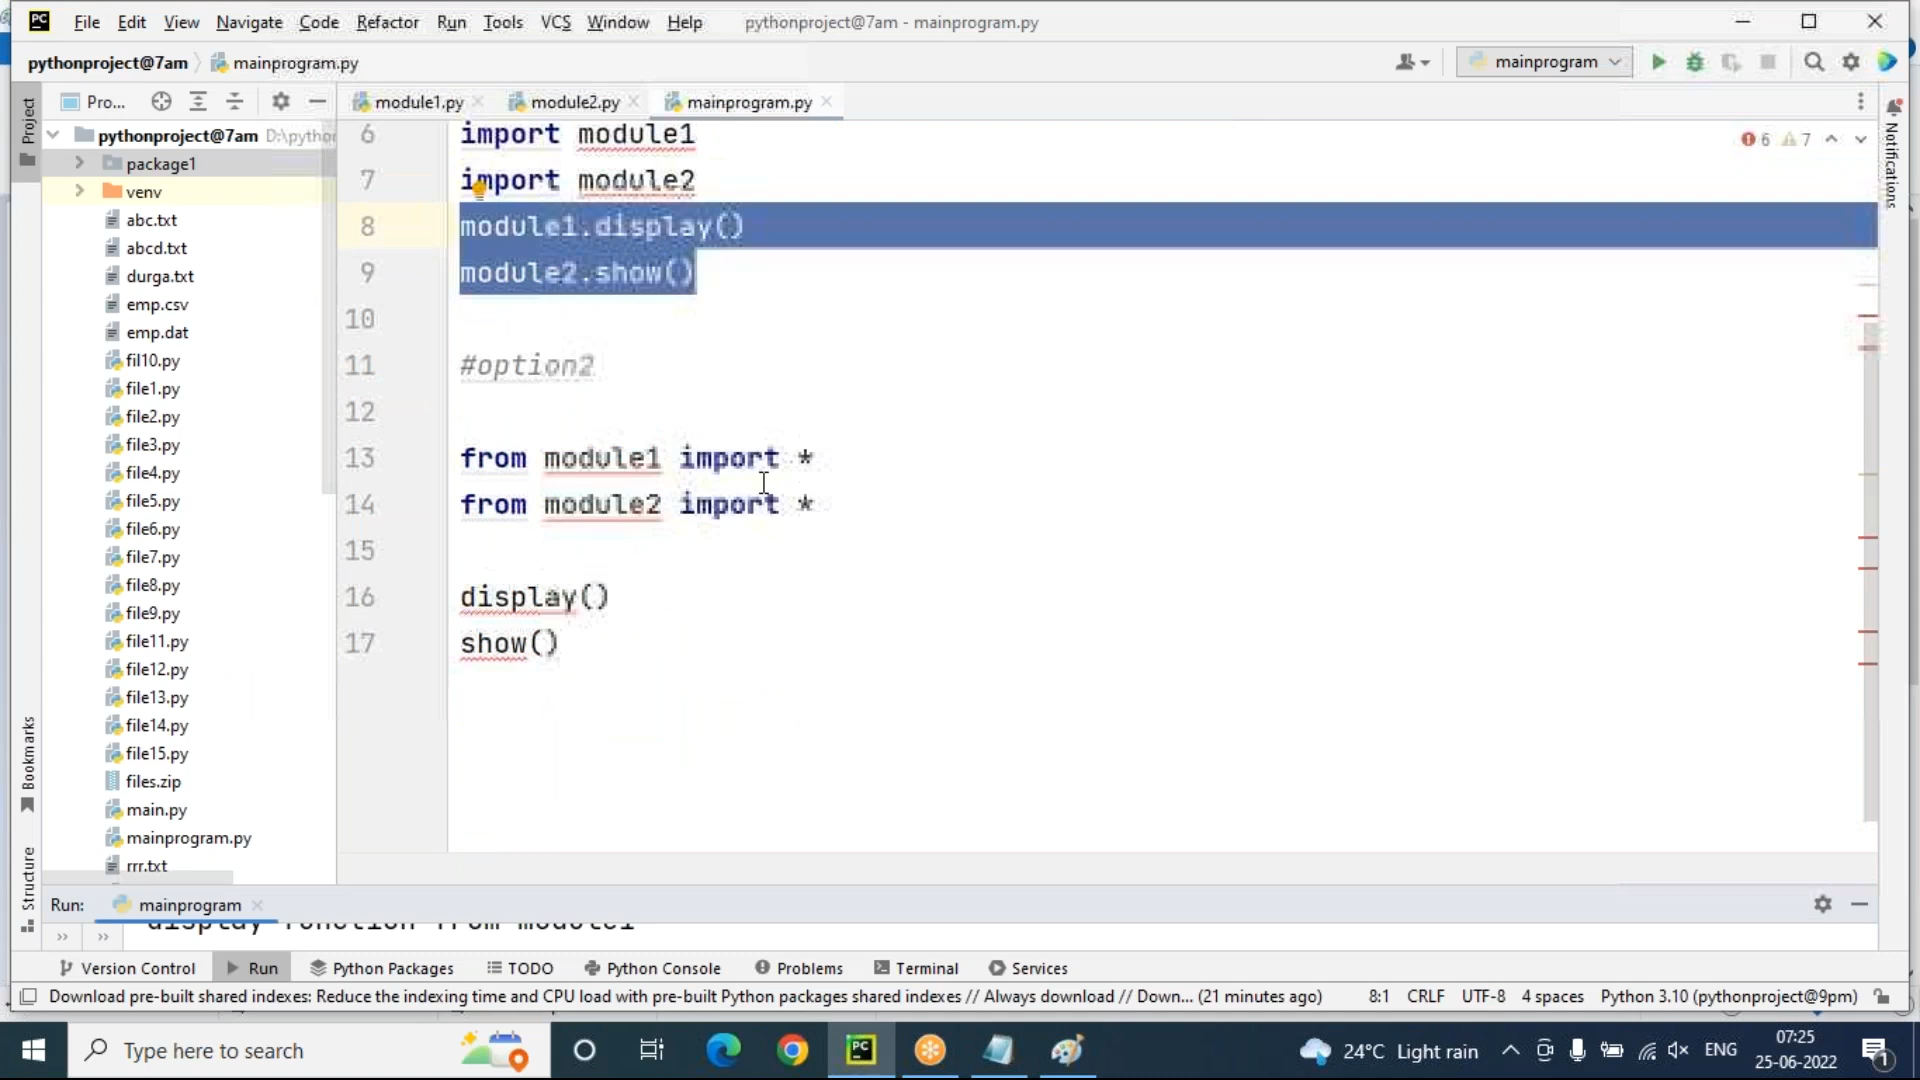 PC File Edit View Navigate Code Refactor Run Tools VCS Window Help pythonproject@7am - mainprogram.py
pythonproject@7am mainprogram.py mainprogram
Pro... module1.py module2.py mainprogram.py
Project
pythonproject@7am D:\pytho
package1
venv
abc.txt
abcd.txt
durga.txt
emp.csv
emp.dat
fil10.py
file1.py
file2.py
file3.py
file4.py
file5.py
file6.py
file7.py
file8.py
file9.py
file11.py
file12.py
file13.py
file14.py
file15.py
files.zip
main.py
mainprogram.py
rrr.txt
6 import module1
7 import module2
8 module1.display()
9 module2.show()
10
11 #option2
12
13 from module1 import *
14 from module2 import *
15
16 display()
17 show()
6 7
Notifications
Bookmarks
Structure
Run: mainprogram
display function from module1
Version Control Run Python Packages TODO Python Console Problems Terminal Services
Download pre-built shared indexes: Reduce the indexing time and CPU load with pre-built Python packages shared indexes // Always download // Down... (21 minutes ago) 8:1 CRLF UTF-8 4 spaces Python 3.10 (pythonproject@9pm)
Type here to search PC 24°C Light rain ENG 07:25
25-06-2022 1